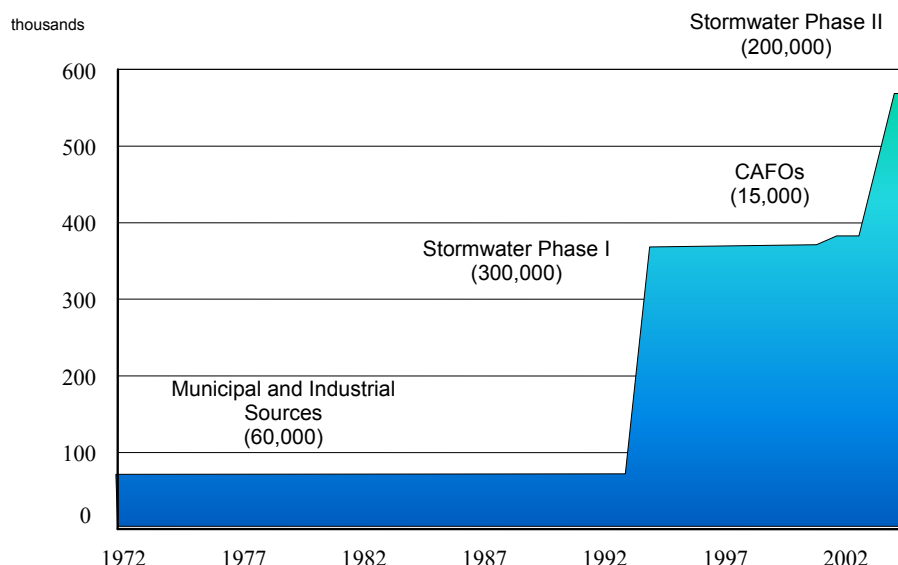 thousands
Stormwater Phase II
(200,000)
600
500
CAFOs
(15,000)
400
Stormwater Phase I
(300,000)
300
200
Municipal and Industrial
Sources
(60,000)
100
0
1972 1977 1982 1987 1992 1997 2002